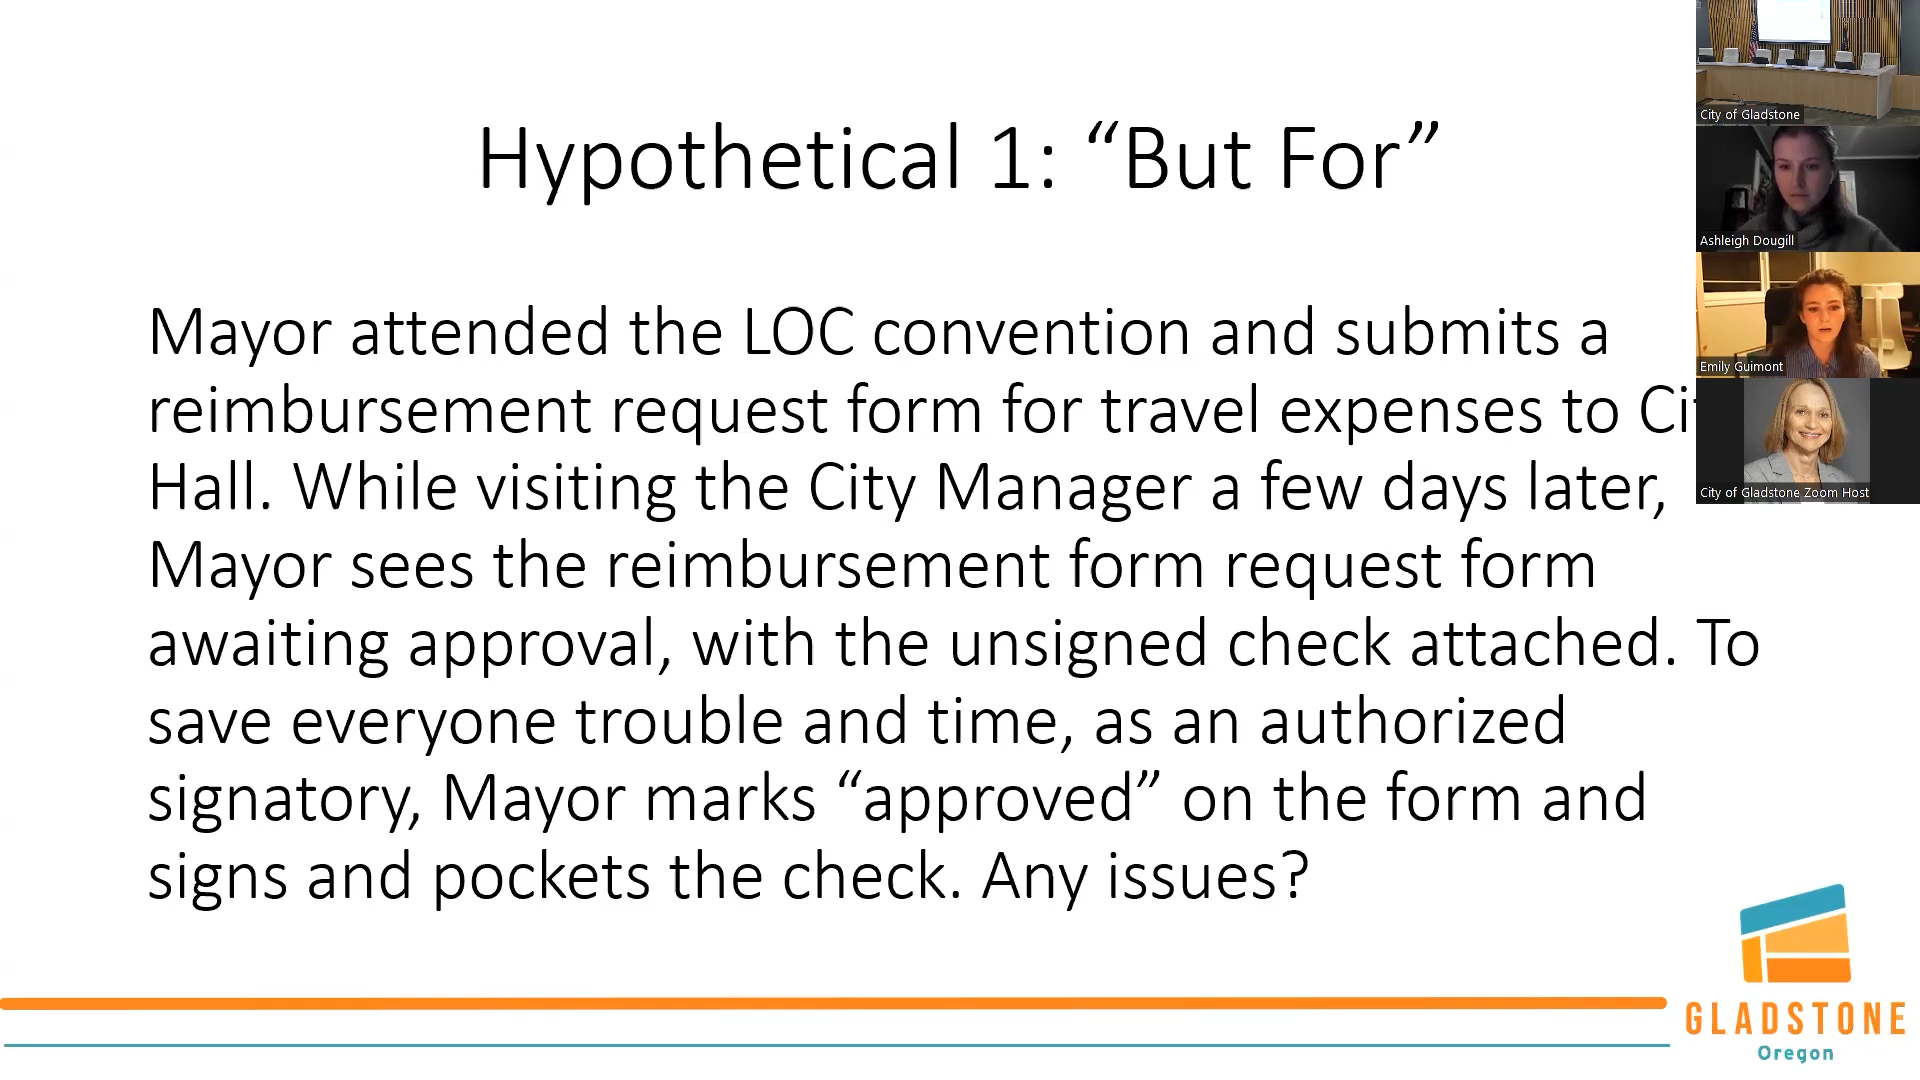 Hypothetical 1: “But For”
Mayor attended the LOC convention and submits a
reimbursement request form for travel expenses to Ci
Hall. While visiting the City Manager a few days later,
Mayor sees the reimbursement form request form
awaiting approval, with the unsigned check attached. To
save everyone trouble and time, as an authorized
signatory, Mayor marks “approved” on the form and
signs and pockets the check. Any issues?
City of Gladstone
Ashleigh Dougill
Emily Guimont
City of Gladstone Zoom Host
GLADSTONE
Oregon